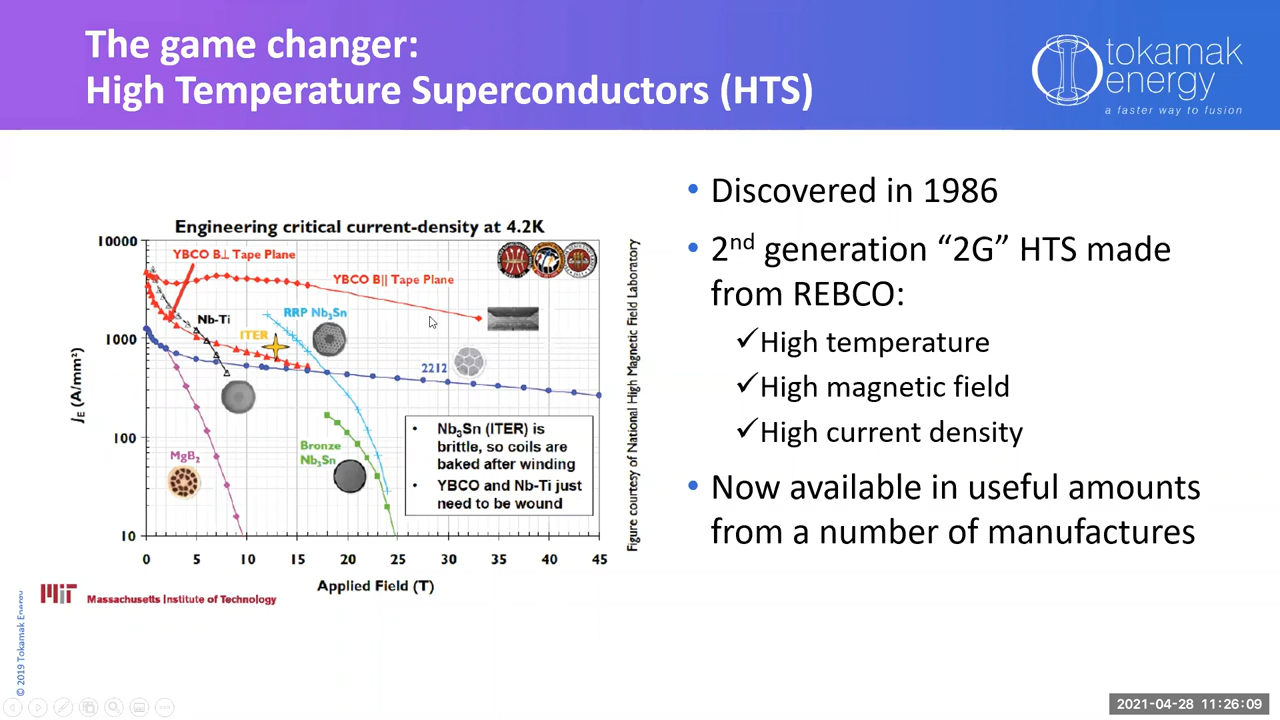 The game changer:
High Temperature Superconductors (HTS)
tokamak
energy
a faster way to fusion
Engineering critical current-density at 4.2K
10000
1000
100
10
Jᴇ (A/mm²)
YBCO B⊥ Tape Plane
YBCO B|| Tape Plane
Nb-Ti
RRP Nb₃Sn
ITER
2212
MgB₂
Bronze
Nb₃Sn
• Nb₃Sn (ITER) is
brittle, so coils are
baked after winding
• YBCO and Nb-Ti just
need to be wound
0 5 10 15 20 25 30 35 40 45
Applied Field (T)
Figure courtesy of National High Magnetic Field Laboratory
MIT Massachusetts Institute of Technology
• Discovered in 1986
• 2nd generation “2G” HTS made
from REBCO:
✓High temperature
✓High magnetic field
✓High current density
• Now available in useful amounts
from a number of manufactures
© 2019 Tokamak Energy
2021-04-28 11:26:09